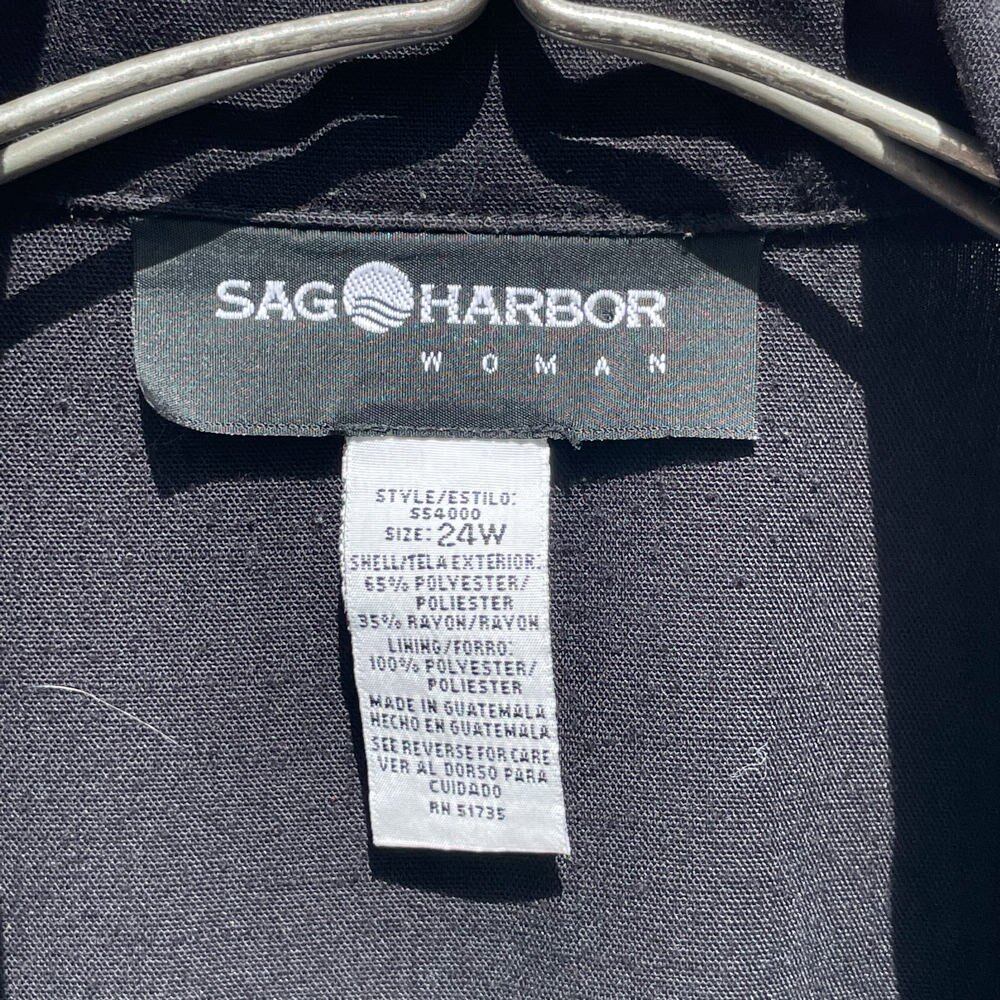 SAG HARBOR
WOMAN
STYLE/ESTILO:
SS4000
SIZE: 24W
SHELL/TELA EXTERIOR:
65% POLYESTER/
POLIESTER
35% RAYON/RAYON
LINING/FORRO:
100% POLYESTER/
POLIESTER
MADE IN GUATEMALA
HECHO EN GUATEMALA
SEE REVERSE FOR CARE
VER AL DORSO PARA
CUIDADO
RN 51735